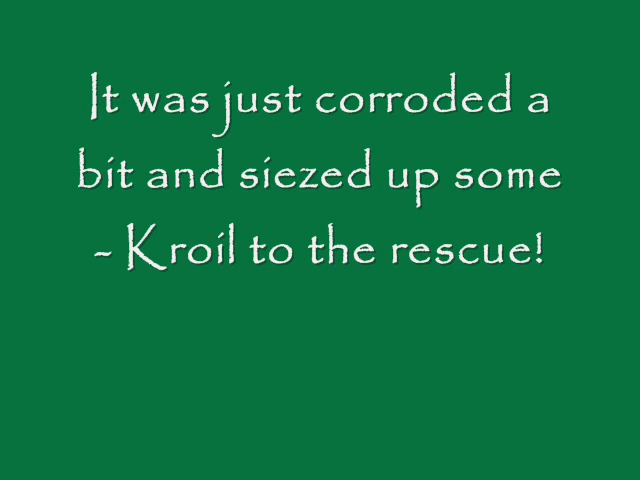 It was just corroded a
bit and siezed up some
- Kroil to the rescue!